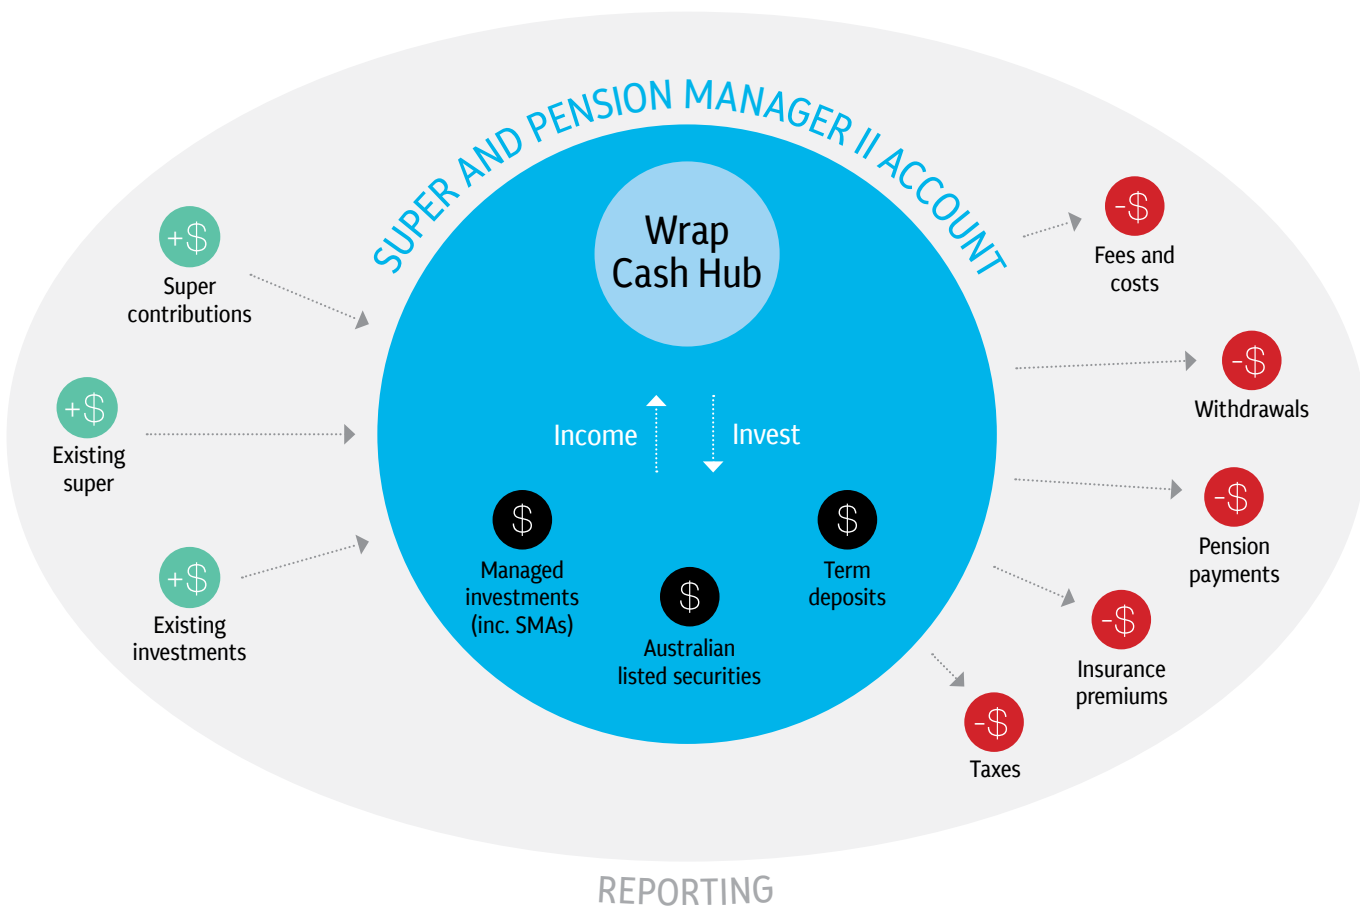 SUPER AND PENSION MANAGER II ACCOUNT
Wrap
Cash Hub
+$
Super
contributions
+$
Existing
super
+$
Existing
investments
Income
Invest
$
Managed
investments
(inc. SMAs)
$
Australian
listed securities
$
Term
deposits
-$
Fees and
costs
-$
Withdrawals
-$
Pension
payments
-$
Insurance
premiums
-$
Taxes
REPORTING